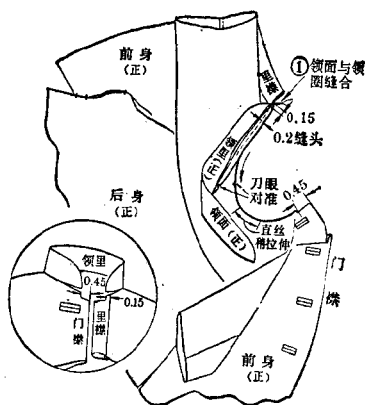 前身
(正)
里襟
①领面与领
圈缝合
0.15
0.2缝头
领里(正)
刀眼
对准
0.45
后身
(正)
领面(正)
直丝
稍拉伸
门
襟
领里
0.45
0.15
门
襟
里
襟
前身
(正)